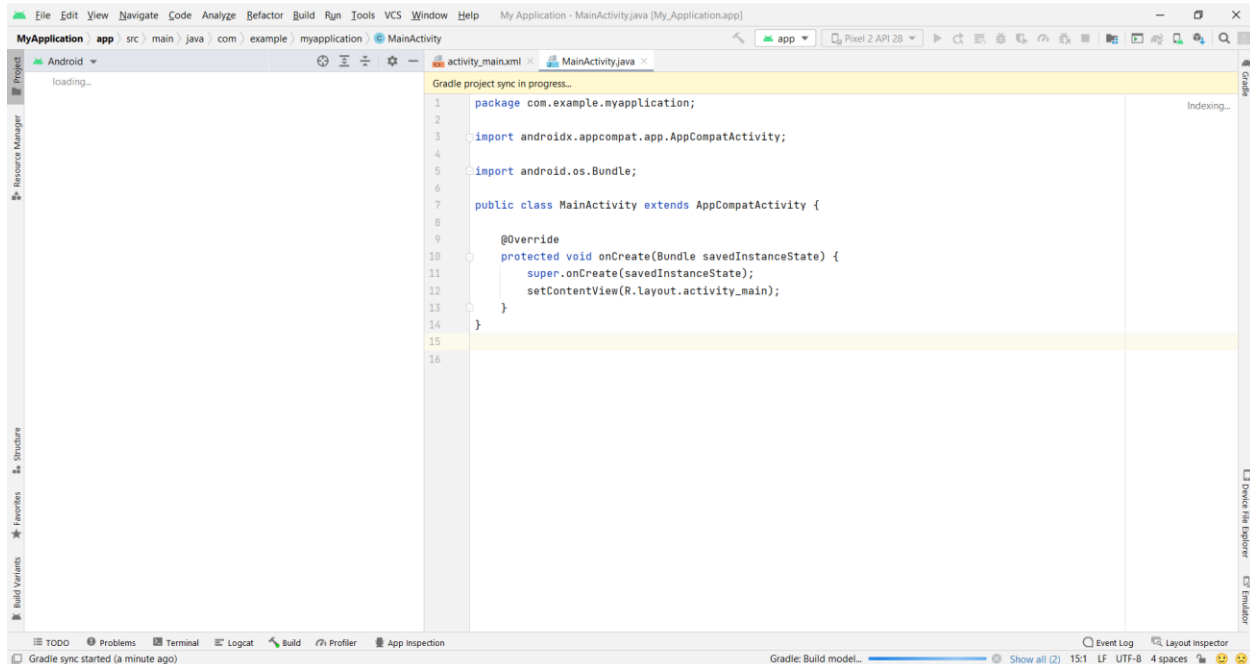 File Edit View Navigate Code Analyze Refactor Build Run Tools VCS Window Help My Application - MainActivity.java [My_Application.app]
MyApplication app src main java com example myapplication C MainActivity
app Pixel 2 API 28
Project
Android
activity_main.xml MainActivity.java
Gradle
loading...
Gradle project sync in progress...
Indexing...
1 package com.example.myapplication;
2
3 import androidx.appcompat.app.AppCompatActivity;
4
5 import android.os.Bundle;
6
7 public class MainActivity extends AppCompatActivity {
8
9 @Override
10 protected void onCreate(Bundle savedInstanceState) {
11 super.onCreate(savedInstanceState);
12 setContentView(R.layout.activity_main);
13 }
14 }
15
16
Resource Manager
Structure
Favorites
Build Variants
Device File Explorer
Emulator
TODO Problems Terminal Logcat Build Profiler App Inspection Event Log Layout Inspector
Gradle sync started (a minute ago) Gradle: Build model... Show all (2) 15:1 LF UTF-8 4 spaces